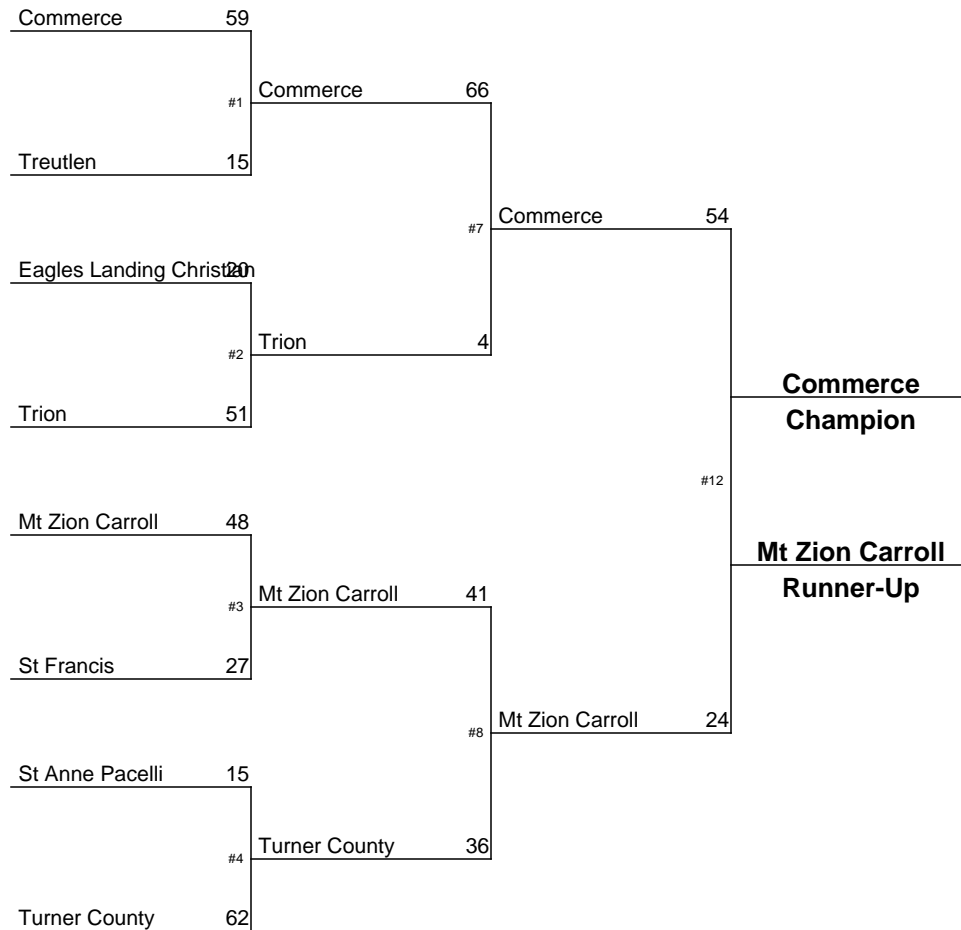 Commerce 59
#1 Commerce 66
Treutlen 15
#7 Commerce 54
Eagles Landing Christian 20
#2 Trion 4
Trion 51
Commerce
Champion
#12
Mt Zion Carroll 48
Mt Zion Carroll
Runner-Up
#3 Mt Zion Carroll 41
St Francis 27
#8 Mt Zion Carroll 24
St Anne Pacelli 15
#4 Turner County 36
Turner County 62